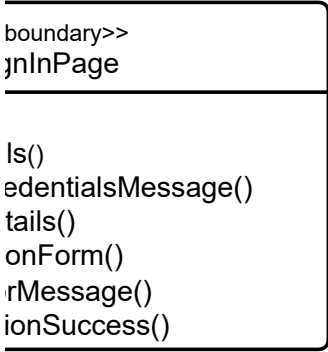 boundary>>
gnInPage
ls()
edentialsMessage()
tails()
onForm()
rMessage()
ionSuccess()